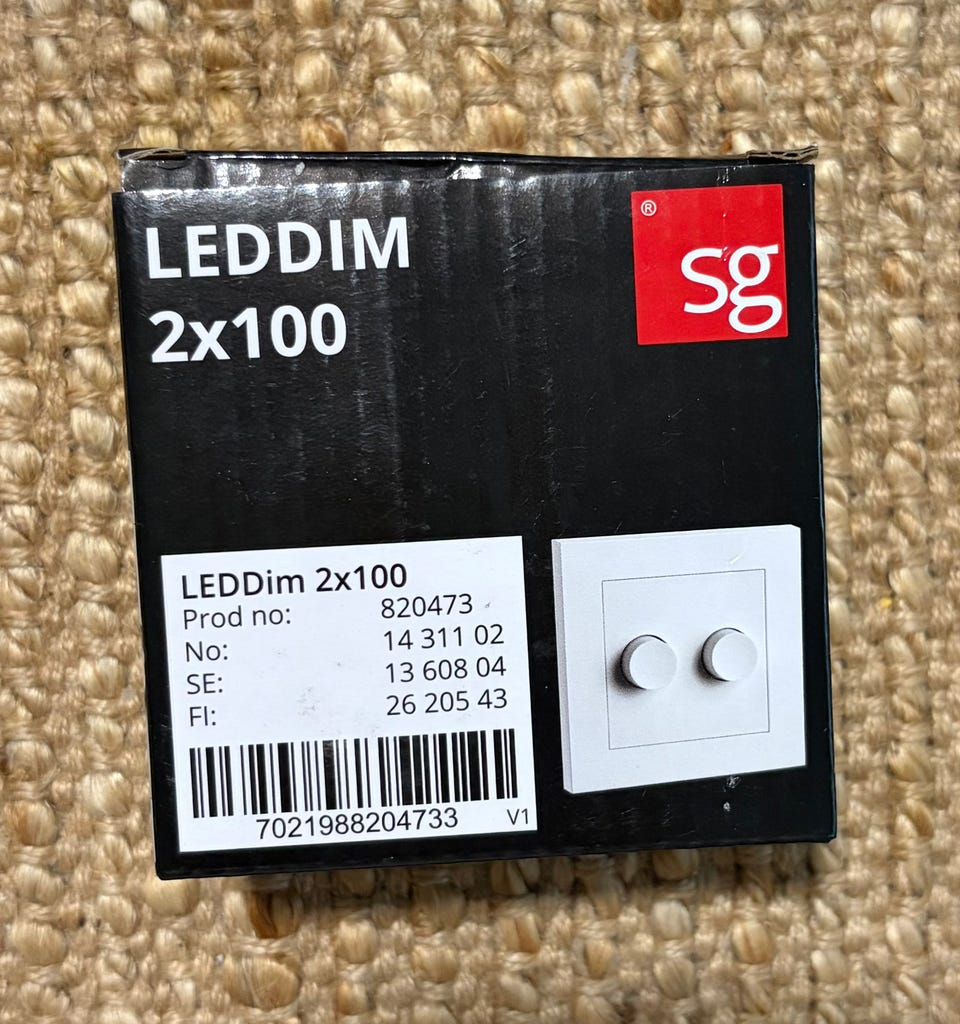 LEDDIM
2x100
® sg
LEDDim 2x100
Prod no: 820473
No: 14 311 02
SE: 13 608 04
FI: 26 205 43
7021988204733 V1